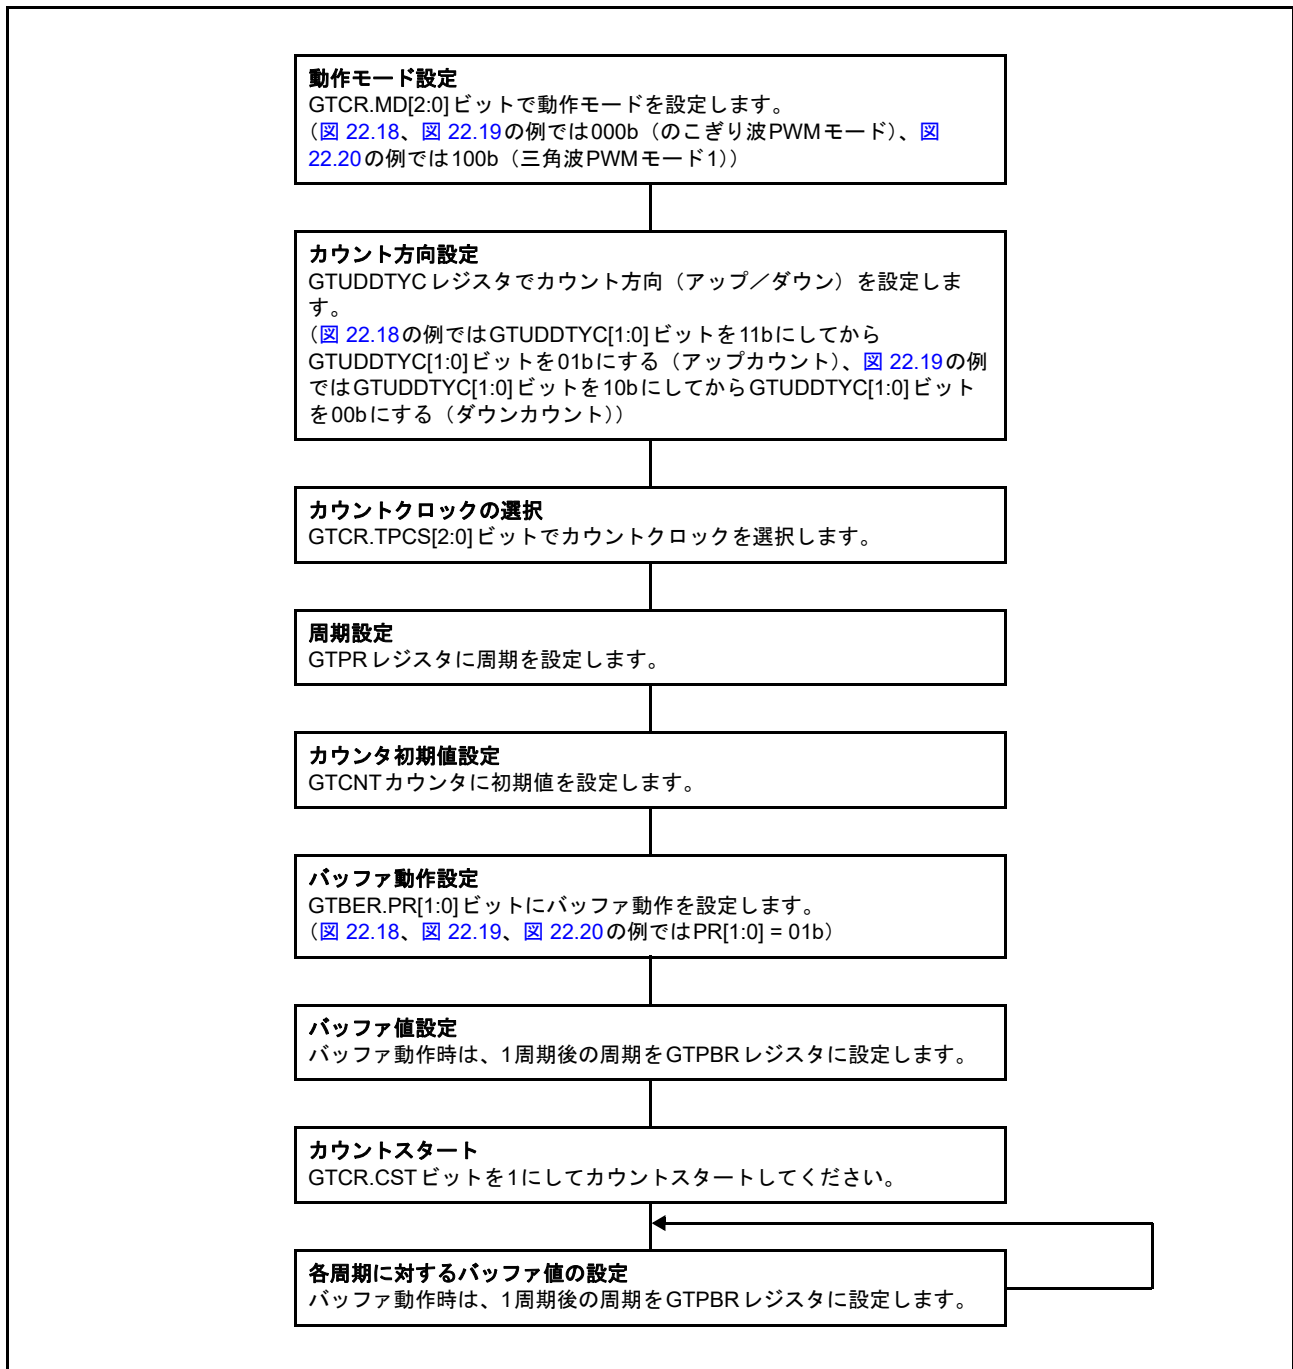 動作モード設定
GTCR.MD[2:0]ビットで動作モードを設定します。
（図 22.18、図 22.19の例では000b（のこぎり波PWMモード）、図
22.20の例では100b（三角波PWMモード1））
カウント方向設定
GTUDDTYCレジスタでカウント方向（アップ／ダウン）を設定しま
す。
（図 22.18の例ではGTUDDTYC[1:0]ビットを11bにしてから
GTUDDTYC[1:0]ビットを01bにする（アップカウント）、図 22.19の例
ではGTUDDTYC[1:0]ビットを10bにしてからGTUDDTYC[1:0]ビット
を00bにする（ダウンカウント））
カウントクロックの選択
GTCR.TPCS[2:0]ビットでカウントクロックを選択します。
周期設定
GTPRレジスタに周期を設定します。
カウンタ初期値設定
GTCNTカウンタに初期値を設定します。
バッファ動作設定
GTBER.PR[1:0]ビットにバッファ動作を設定します。
（図 22.18、図 22.19、図 22.20の例ではPR[1:0] = 01b）
バッファ値設定
バッファ動作時は、1周期後の周期をGTPBRレジスタに設定します。
カウントスタート
GTCR.CSTビットを1にしてカウントスタートしてください。
各周期に対するバッファ値の設定
バッファ動作時は、1周期後の周期をGTPBRレジスタに設定します。